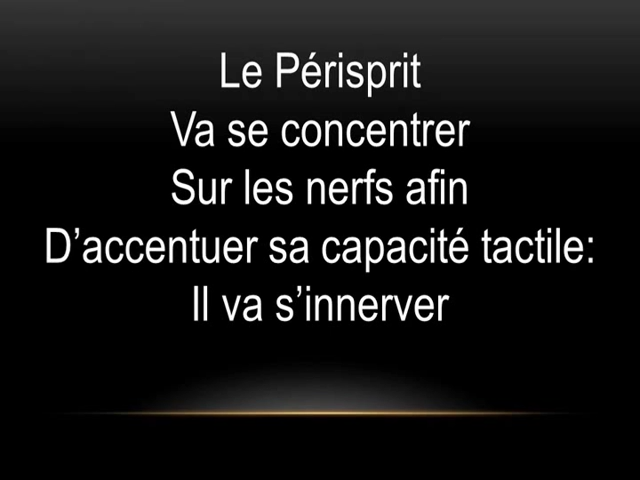 Le Périsprit
Va se concentrer
Sur les nerfs afin
D’accentuer sa capacité tactile:
Il va s’innerver